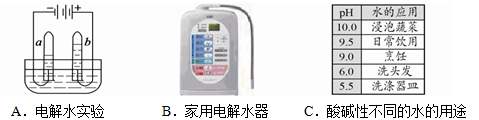 a b
pH 水的应用
10.0 浸泡蔬菜
9.5 日常饮用
9.0 烹饪
6.0 洗头发
5.5 洗涤器皿
A．电解水实验 B．家用电解水器 C．酸碱性不同的水的用途